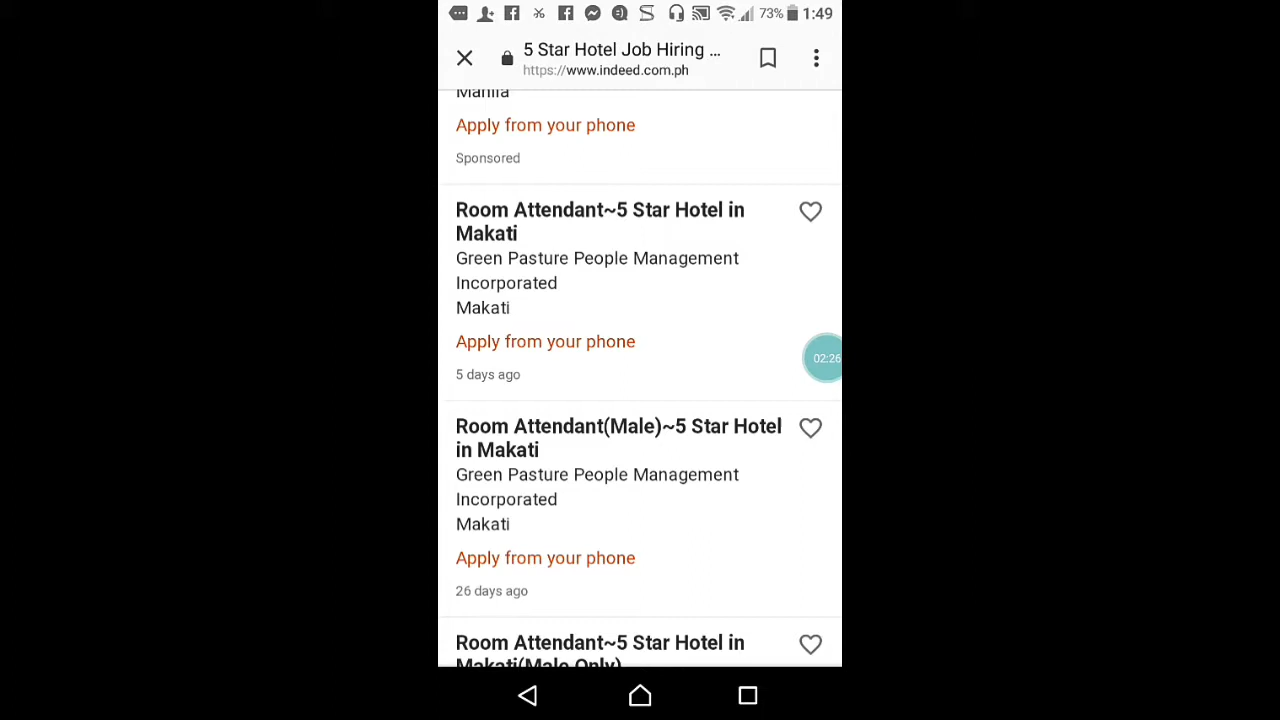 73% 1:49
5 Star Hotel Job Hiring ...
https://www.indeed.com.ph
Manila
Apply from your phone
Sponsored
Room Attendant~5 Star Hotel in
Makati
Green Pasture People Management
Incorporated
Makati
Apply from your phone
02:26
5 days ago
Room Attendant(Male)~5 Star Hotel
in Makati
Green Pasture People Management
Incorporated
Makati
Apply from your phone
26 days ago
Room Attendant~5 Star Hotel in
Makati(Male Only)